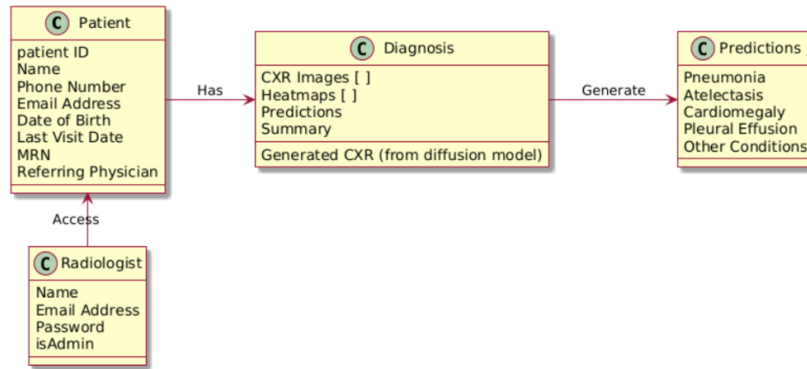 C Patient
patient ID
Name
Phone Number
Email Address
Date of Birth
Last Visit Date
MRN
Referring Physician
Has
C Diagnosis
CXR Images [ ]
Heatmaps [ ]
Predictions
Summary
Generated CXR (from diffusion model)
Generate
C Predictions
Pneumonia
Atelectasis
Cardiomegaly
Pleural Effusion
Other Conditions
Access
C Radiologist
Name
Email Address
Password
isAdmin